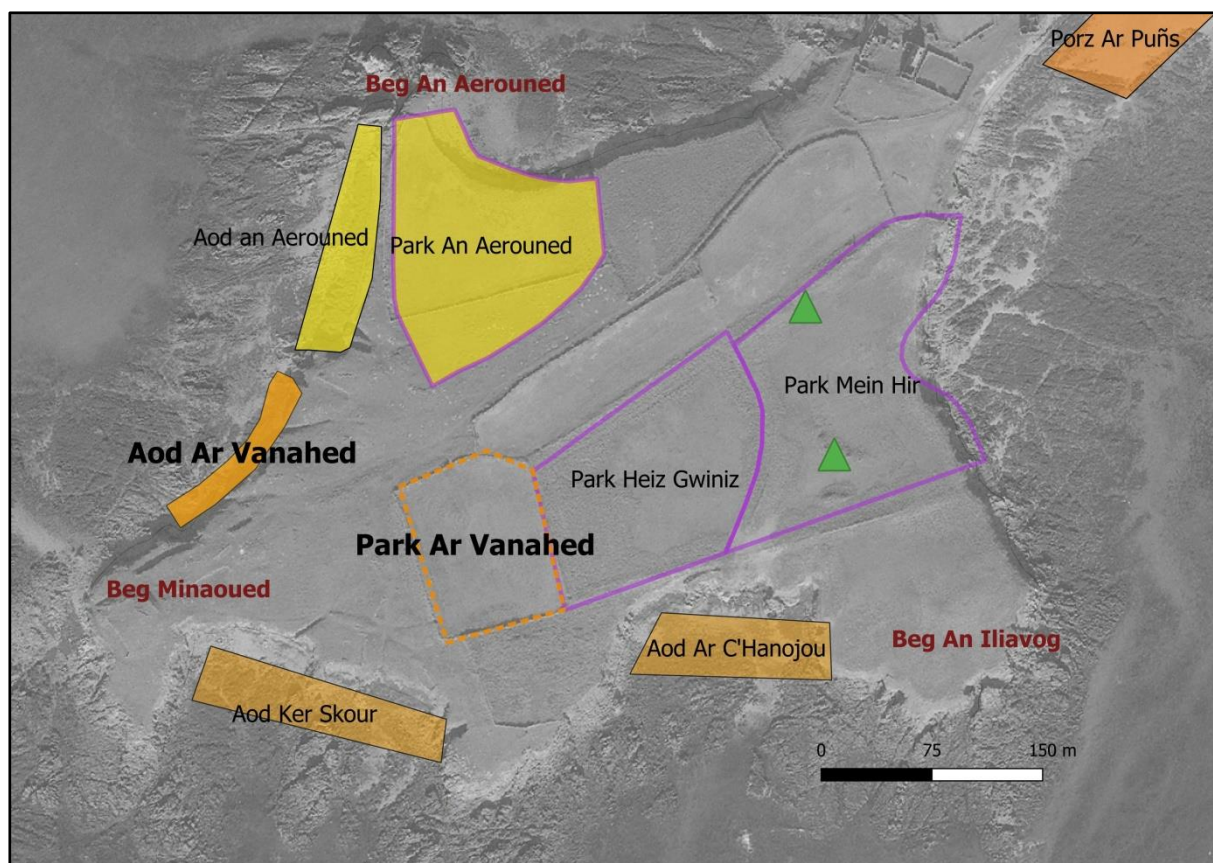 Porz Ar Puñs
Beg An Aerouned
Aod an Aerouned
Park An Aerouned
Park Mein Hir
Aod Ar Vanahed
Park Heiz Gwiniz
Park Ar Vanahed
Beg Minaoued
Beg An Iliavog
Aod Ar C'Hanojou
Aod Ker Skour
0 75 150 m